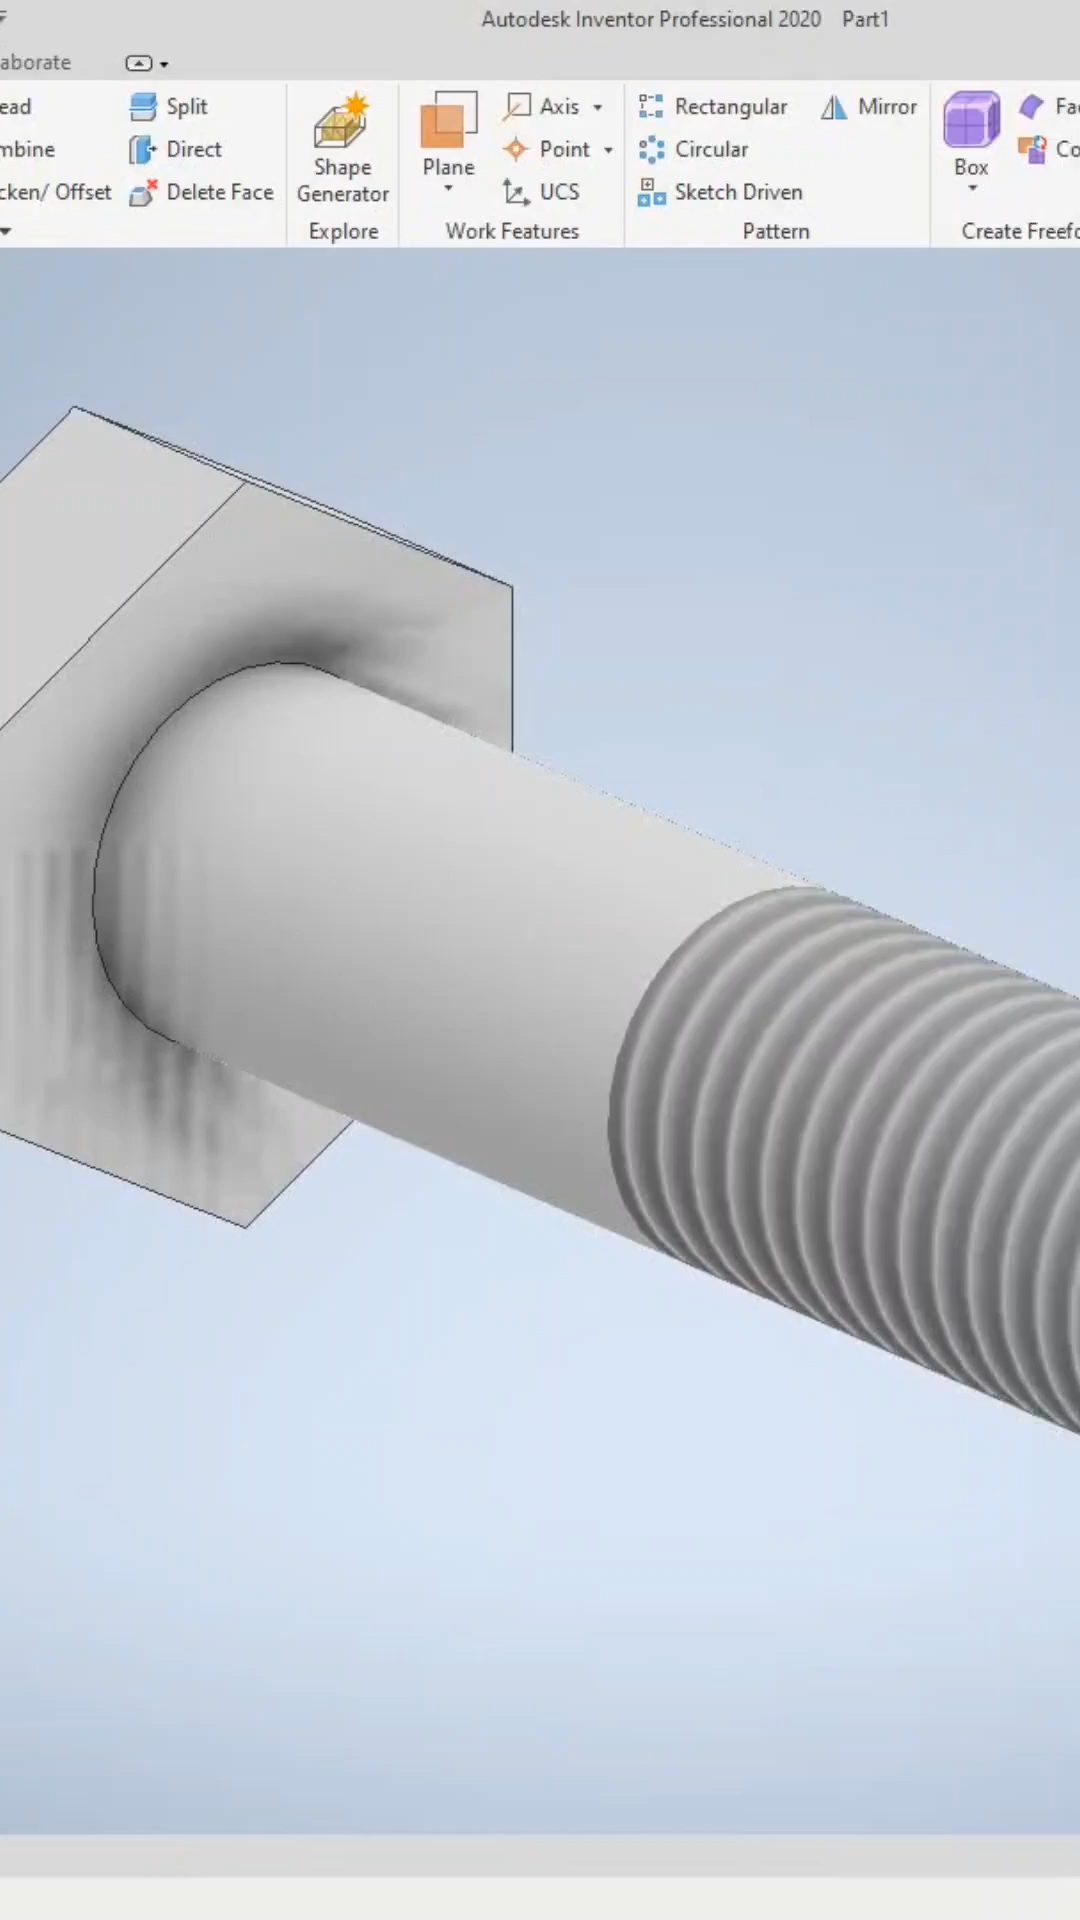 Autodesk Inventor Professional 2020 Part1
aborate
ead Split Axis Rectangular Mirror Fac
mbine Direct Point Circular Co
cken/ Offset Delete Face Shape Generator Plane UCS Sketch Driven Box
Explore Work Features Pattern Create Freefo